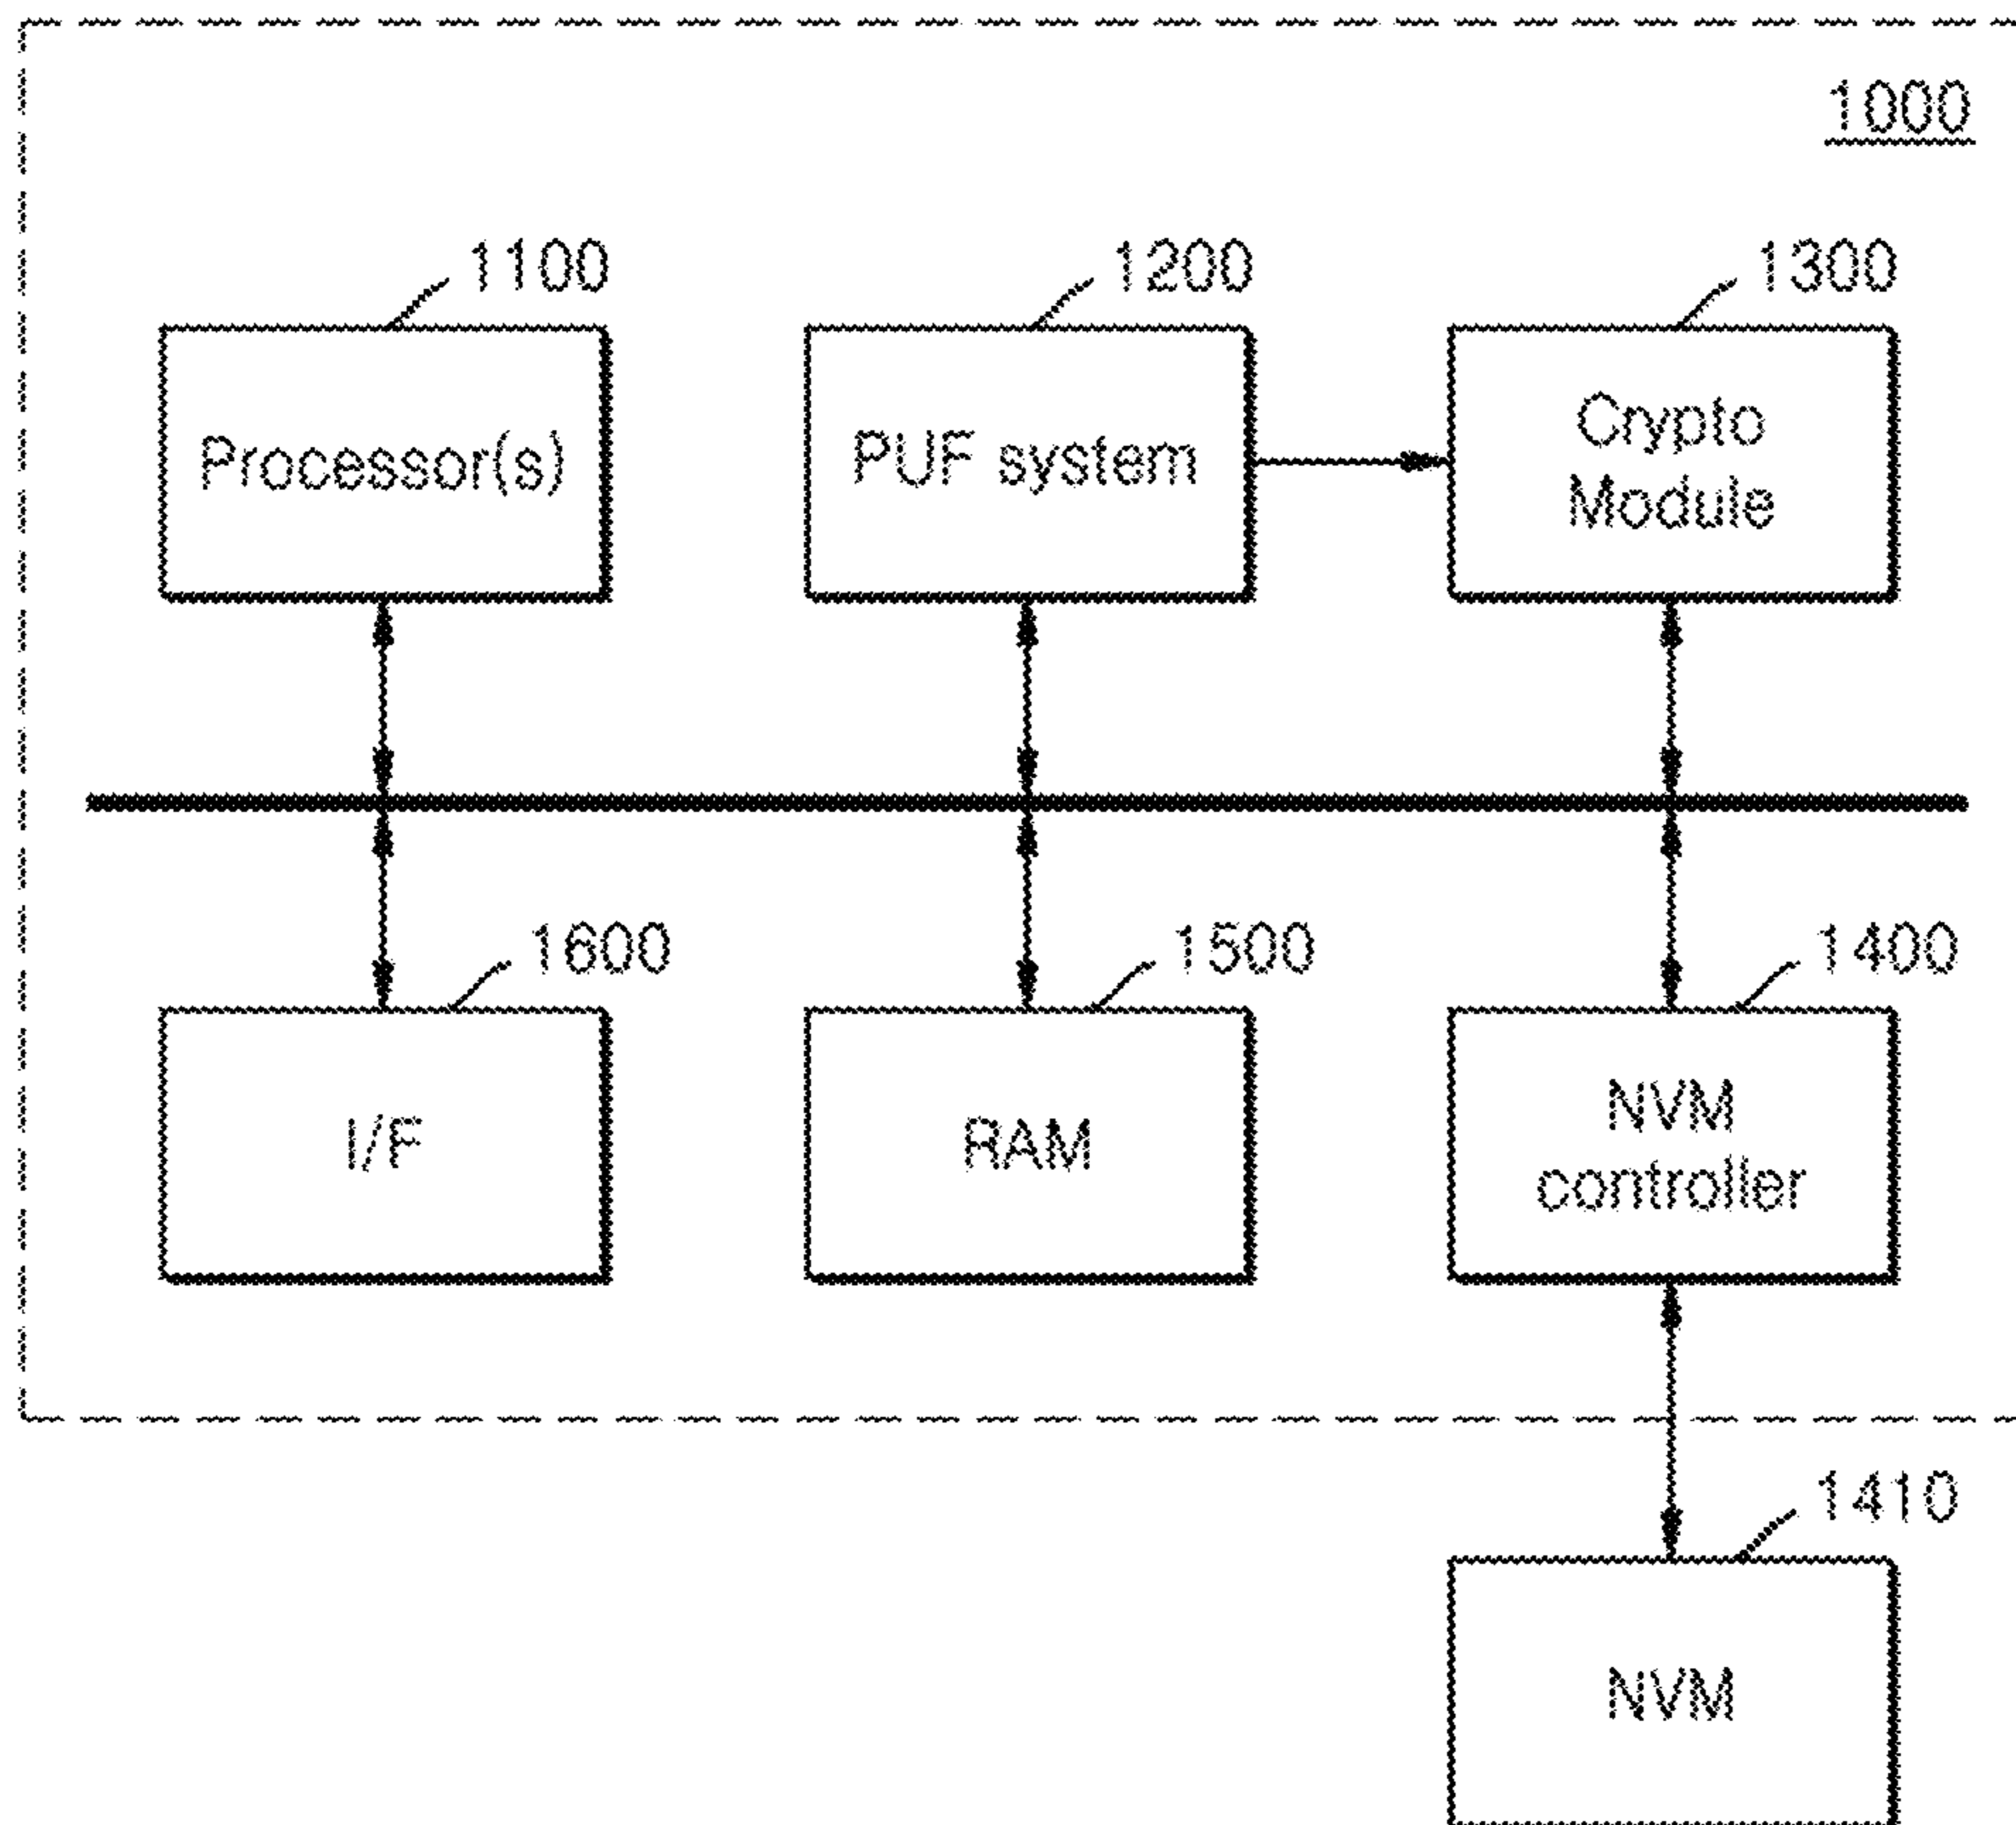 1000
1100
1200
1300
Processor(s)
PUF system
Crypto
Module
1600
1500
1400
I/F
RAM
NVM
controller
1410
NVM